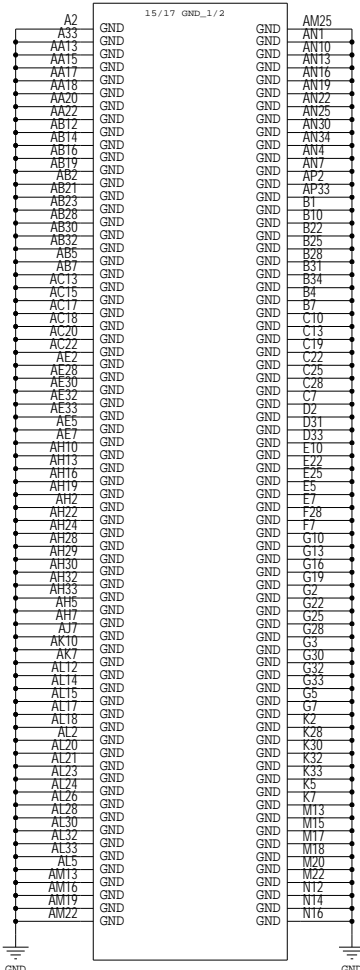 15/17 GND_1/2
A2 GND GND AM25
A33 GND GND AN1
AA13 GND GND AN10
AA15 GND GND AN13
AA17 GND GND AN16
AA18 GND GND AN19
AA20 GND GND AN22
AA22 GND GND AN25
AB12 GND GND AN30
AB14 GND GND AN34
AB16 GND GND AN4
AB19 GND GND AN7
AB2 GND GND AP2
AB21 GND GND AP33
AB23 GND GND B1
AB28 GND GND B10
AB30 GND GND B22
AB32 GND GND B25
AB5 GND GND B28
AB7 GND GND B31
AC13 GND GND B34
AC15 GND GND B4
AC17 GND GND B7
AC18 GND GND C10
AC20 GND GND C13
AC22 GND GND C19
AE2 GND GND C22
AE28 GND GND C25
AE30 GND GND C28
AE32 GND GND C7
AE33 GND GND D2
AE5 GND GND D31
AE7 GND GND D33
AH10 GND GND E10
AH13 GND GND E22
AH16 GND GND E25
AH19 GND GND E5
AH2 GND GND E7
AH22 GND GND F28
AH24 GND GND F7
AH28 GND GND G10
AH29 GND GND G13
AH30 GND GND G16
AH32 GND GND G19
AH33 GND GND G2
AH5 GND GND G22
AH7 GND GND G25
AJ7 GND GND G28
AK10 GND GND G3
AK7 GND GND G30
AL12 GND GND G32
AL14 GND GND G33
AL15 GND GND G5
AL17 GND GND G7
AL18 GND GND K2
AL2 GND GND K28
AL20 GND GND K30
AL21 GND GND K32
AL23 GND GND K33
AL24 GND GND K5
AL26 GND GND K7
AL28 GND GND M13
AL30 GND GND M15
AL32 GND GND M17
AL33 GND GND M18
AL5 GND GND M20
AM13 GND GND M22
AM16 GND GND N12
AM19 GND GND N14
AM22 GND GND N16
GND GND